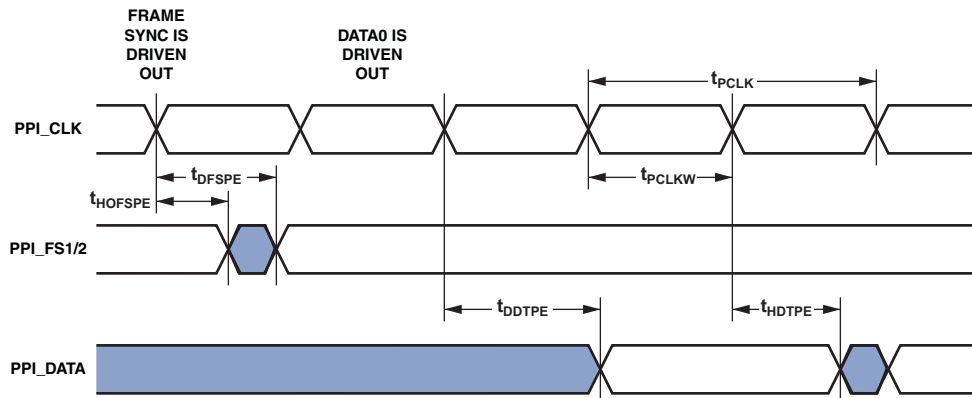 FRAME
SYNC IS
DRIVEN
OUT
DATA0 IS
DRIVEN
OUT
tPCLK
PPI_CLK
tDFSPE
tPCLKW
tHOFSPE
PPI_FS1/2
tDDTPE
tHDTPE
PPI_DATA